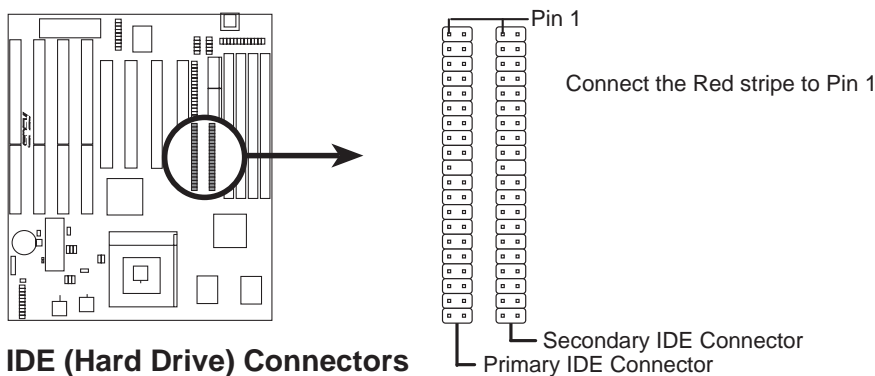 Pin 1
Connect the Red stripe to Pin 1
Secondary IDE Connector
IDE (Hard Drive) Connectors
Primary IDE Connector